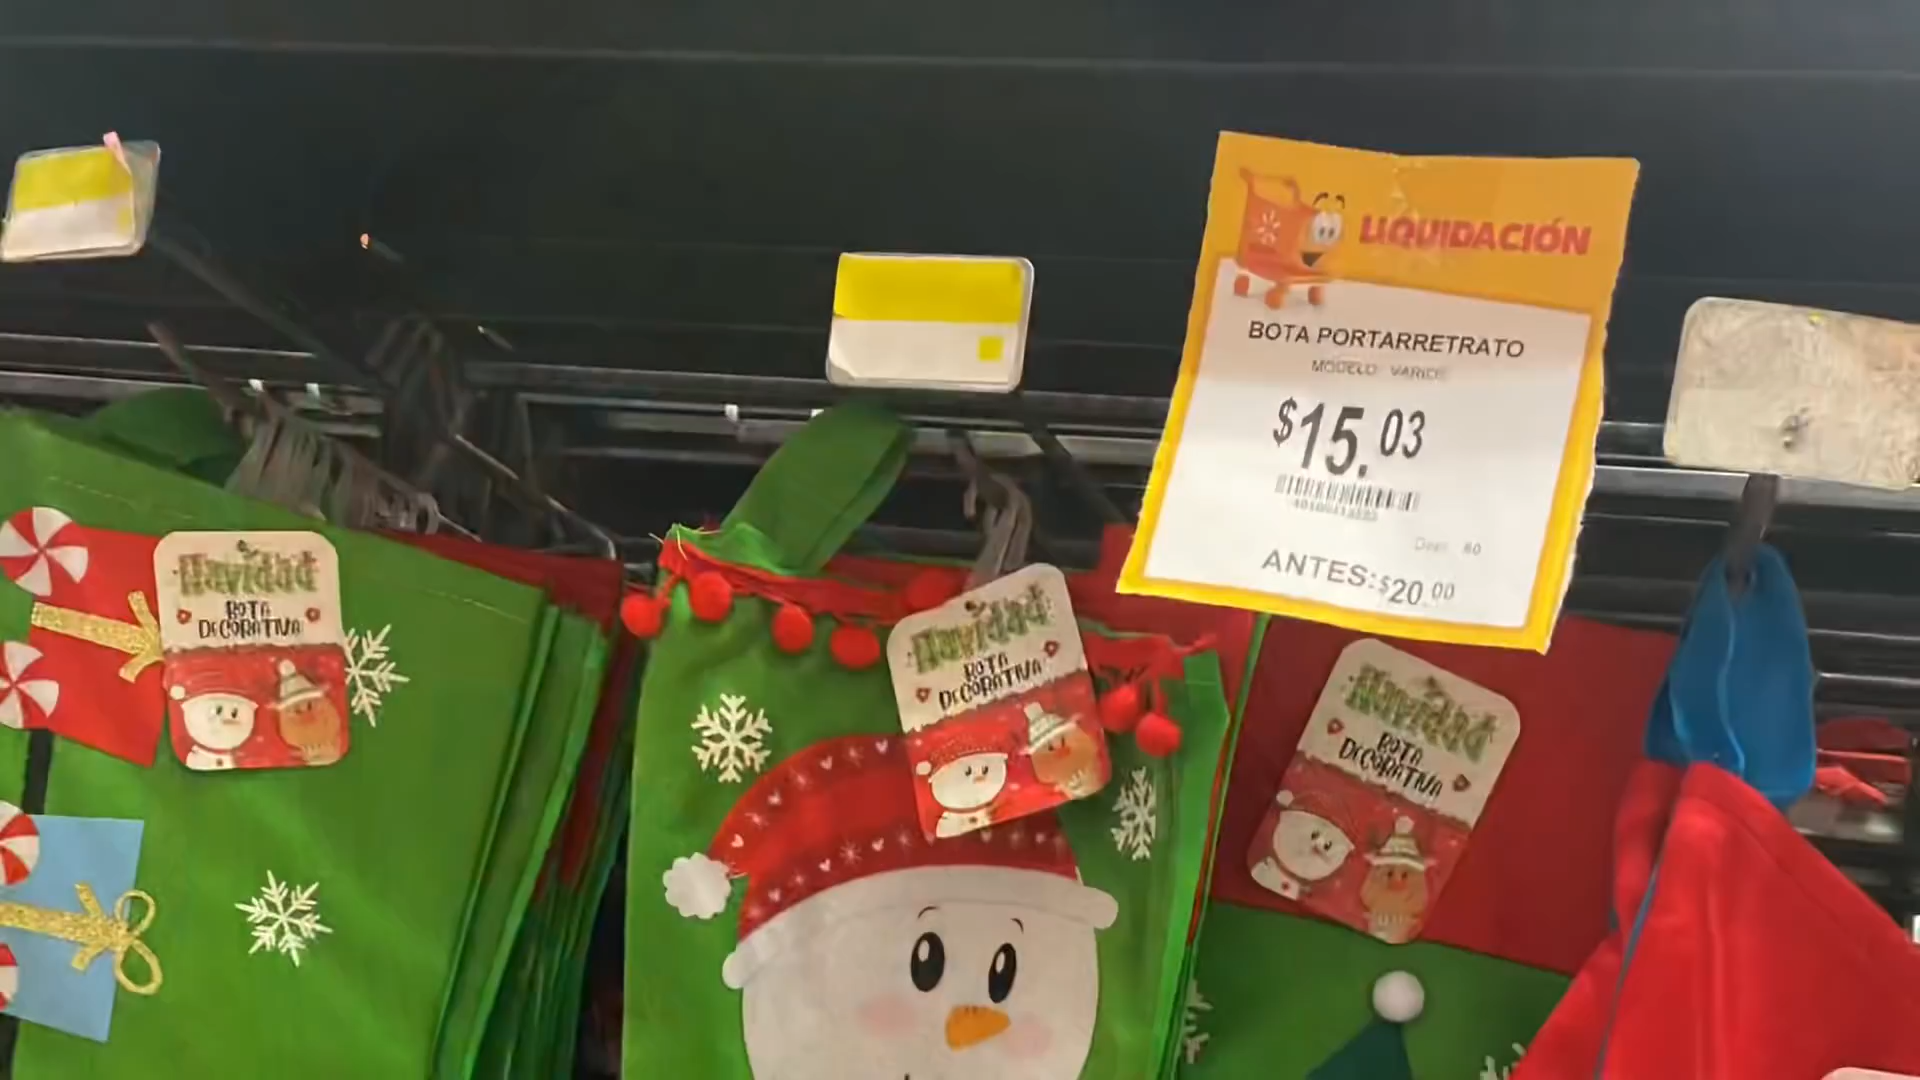 LIQUIDACIÓN
BOTA PORTARRETRATO
MODELO VARIOS
$15.03
ANTES:$20.00
Navidad
BOTA
DECORATIVA
Navidad
BOTA
DECORATIVA
Navidad
BOTA
DECORATIVA